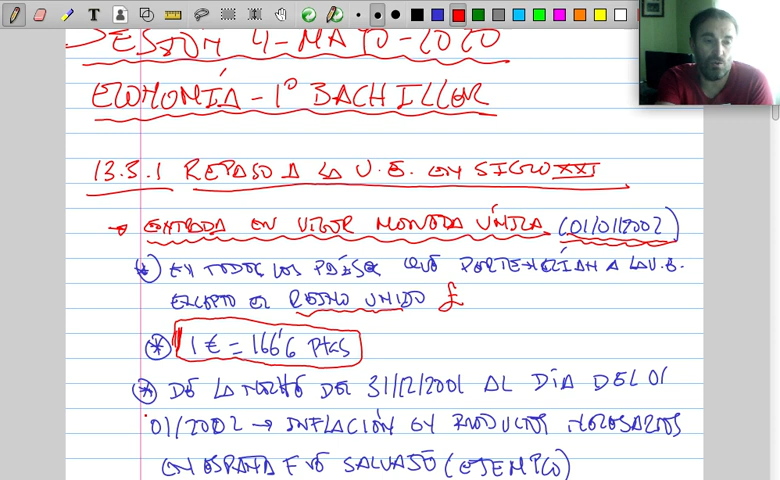 SESIÓN 4-MAYO-2020
ECONOMÍA - 1º BACHILLER
13.3.1 REPASO A LA U.E. EN SIGLO XXI
→ ENTRADA EN VIGOR MONEDA ÚNICA (01/01/2002)
* EN TODOS LOS PAÍSES QUE PERTENECÍAN A LA U.E.
EXCEPTO EL REINO UNIDO £
* 1 € = 166'6 Ptas
* DE LA NOCHE DEL 31/12/2001 AL DÍA DEL 01
01/2002 → INFLACIÓN EN PRODUCTOS NECESARIOS
EN ESPAÑA FUÉ SALVAJE (EJEMPLO)